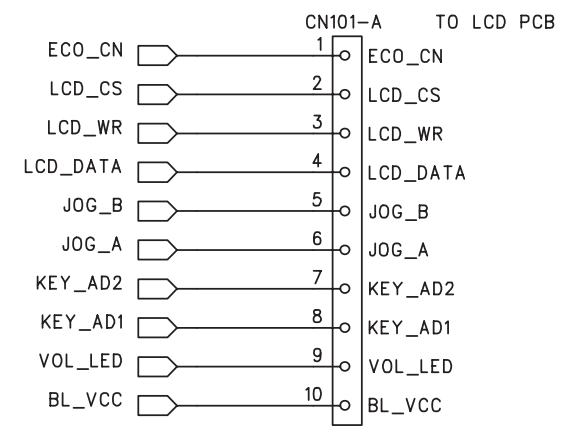 CN101-A TO LCD PCB
ECO_CN 1 ECO_CN
LCD_CS 2 LCD_CS
LCD_WR 3 LCD_WR
LCD_DATA 4 LCD_DATA
JOG_B 5 JOG_B
JOG_A 6 JOG_A
KEY_AD2 7 KEY_AD2
KEY_AD1 8 KEY_AD1
VOL_LED 9 VOL_LED
BL_VCC 10 BL_VCC